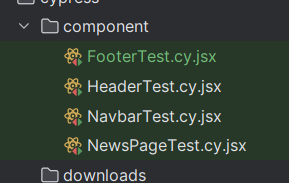 component
FooterTest.cy.jsx
HeaderTest.cy.jsx
NavbarTest.cy.jsx
NewsPageTest.cy.jsx
downloads